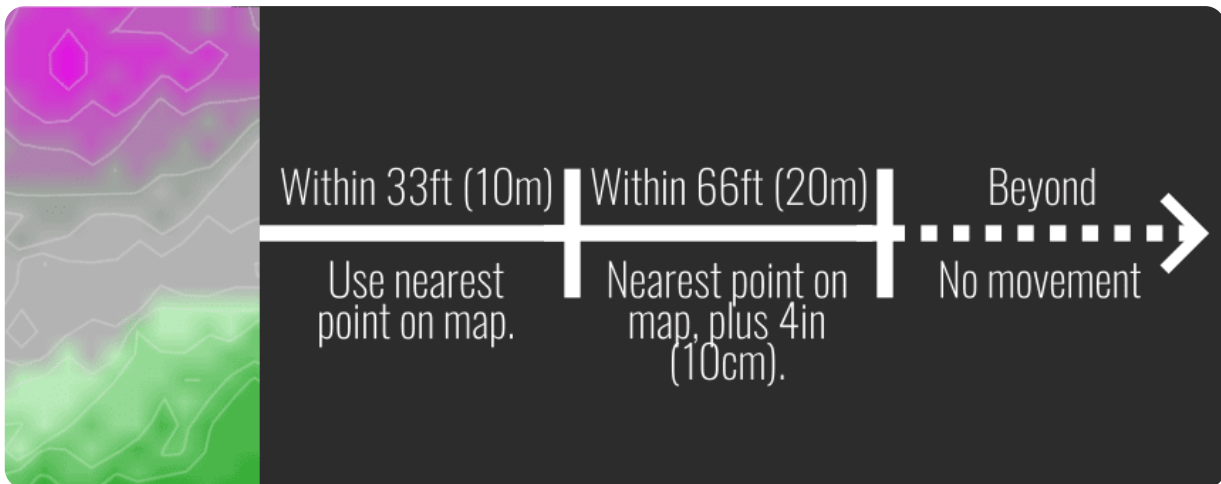 Within 33ft (10m)
Within 66ft (20m)
Beyond
Use nearest
point on map.
Nearest point on
map, plus 4in
(10cm).
No movement